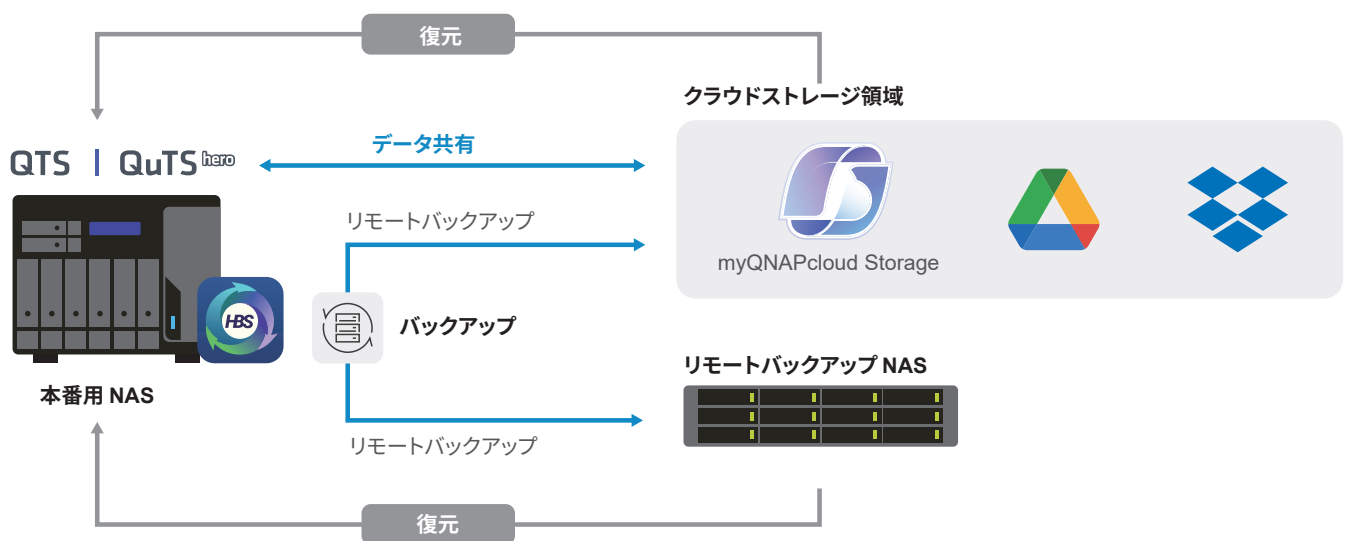 復元
クラウドストレージ領域
データ共有
QTS | QuTS hero
リモートバックアップ
myQNAPcloud Storage
HBS
バックアップ
リモートバックアップ NAS
本番用 NAS
リモートバックアップ
復元